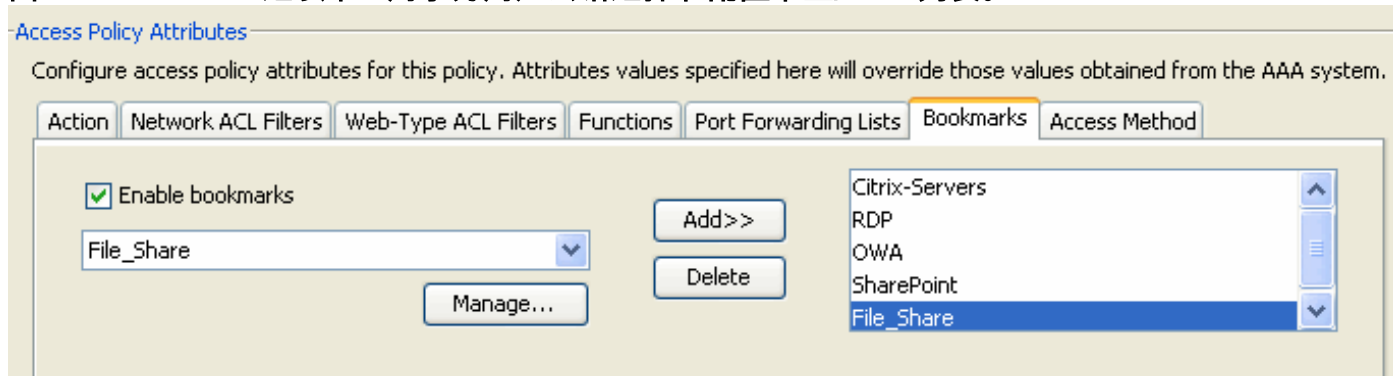 Access Policy Attributes
Configure access policy attributes for this policy. Attributes values specified here will override those values obtained from the AAA system.
Action Network ACL Filters Web-Type ACL Filters Functions Port Forwarding Lists Bookmarks Access Method
Enable bookmarks
File_Share
Manage...
Add>>
Delete
Citrix-Servers
RDP
OWA
SharePoint
File_Share